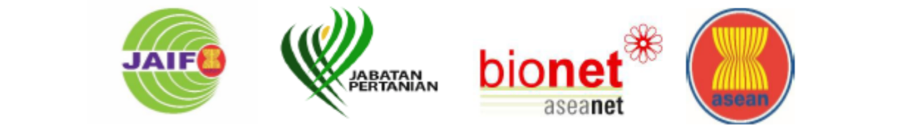 JAIF
JABATAN
PERTANIAN
bionet
aseanet
asean